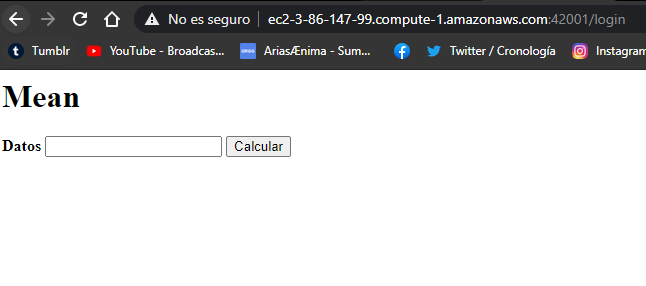 No es seguro ec2-3-86-147-99.compute-1.amazonaws.com:42001/login
Tumblr YouTube - Broadcas... AriasÆnima - Sum... Twitter / Cronología Instagram
Mean
Datos Calcular